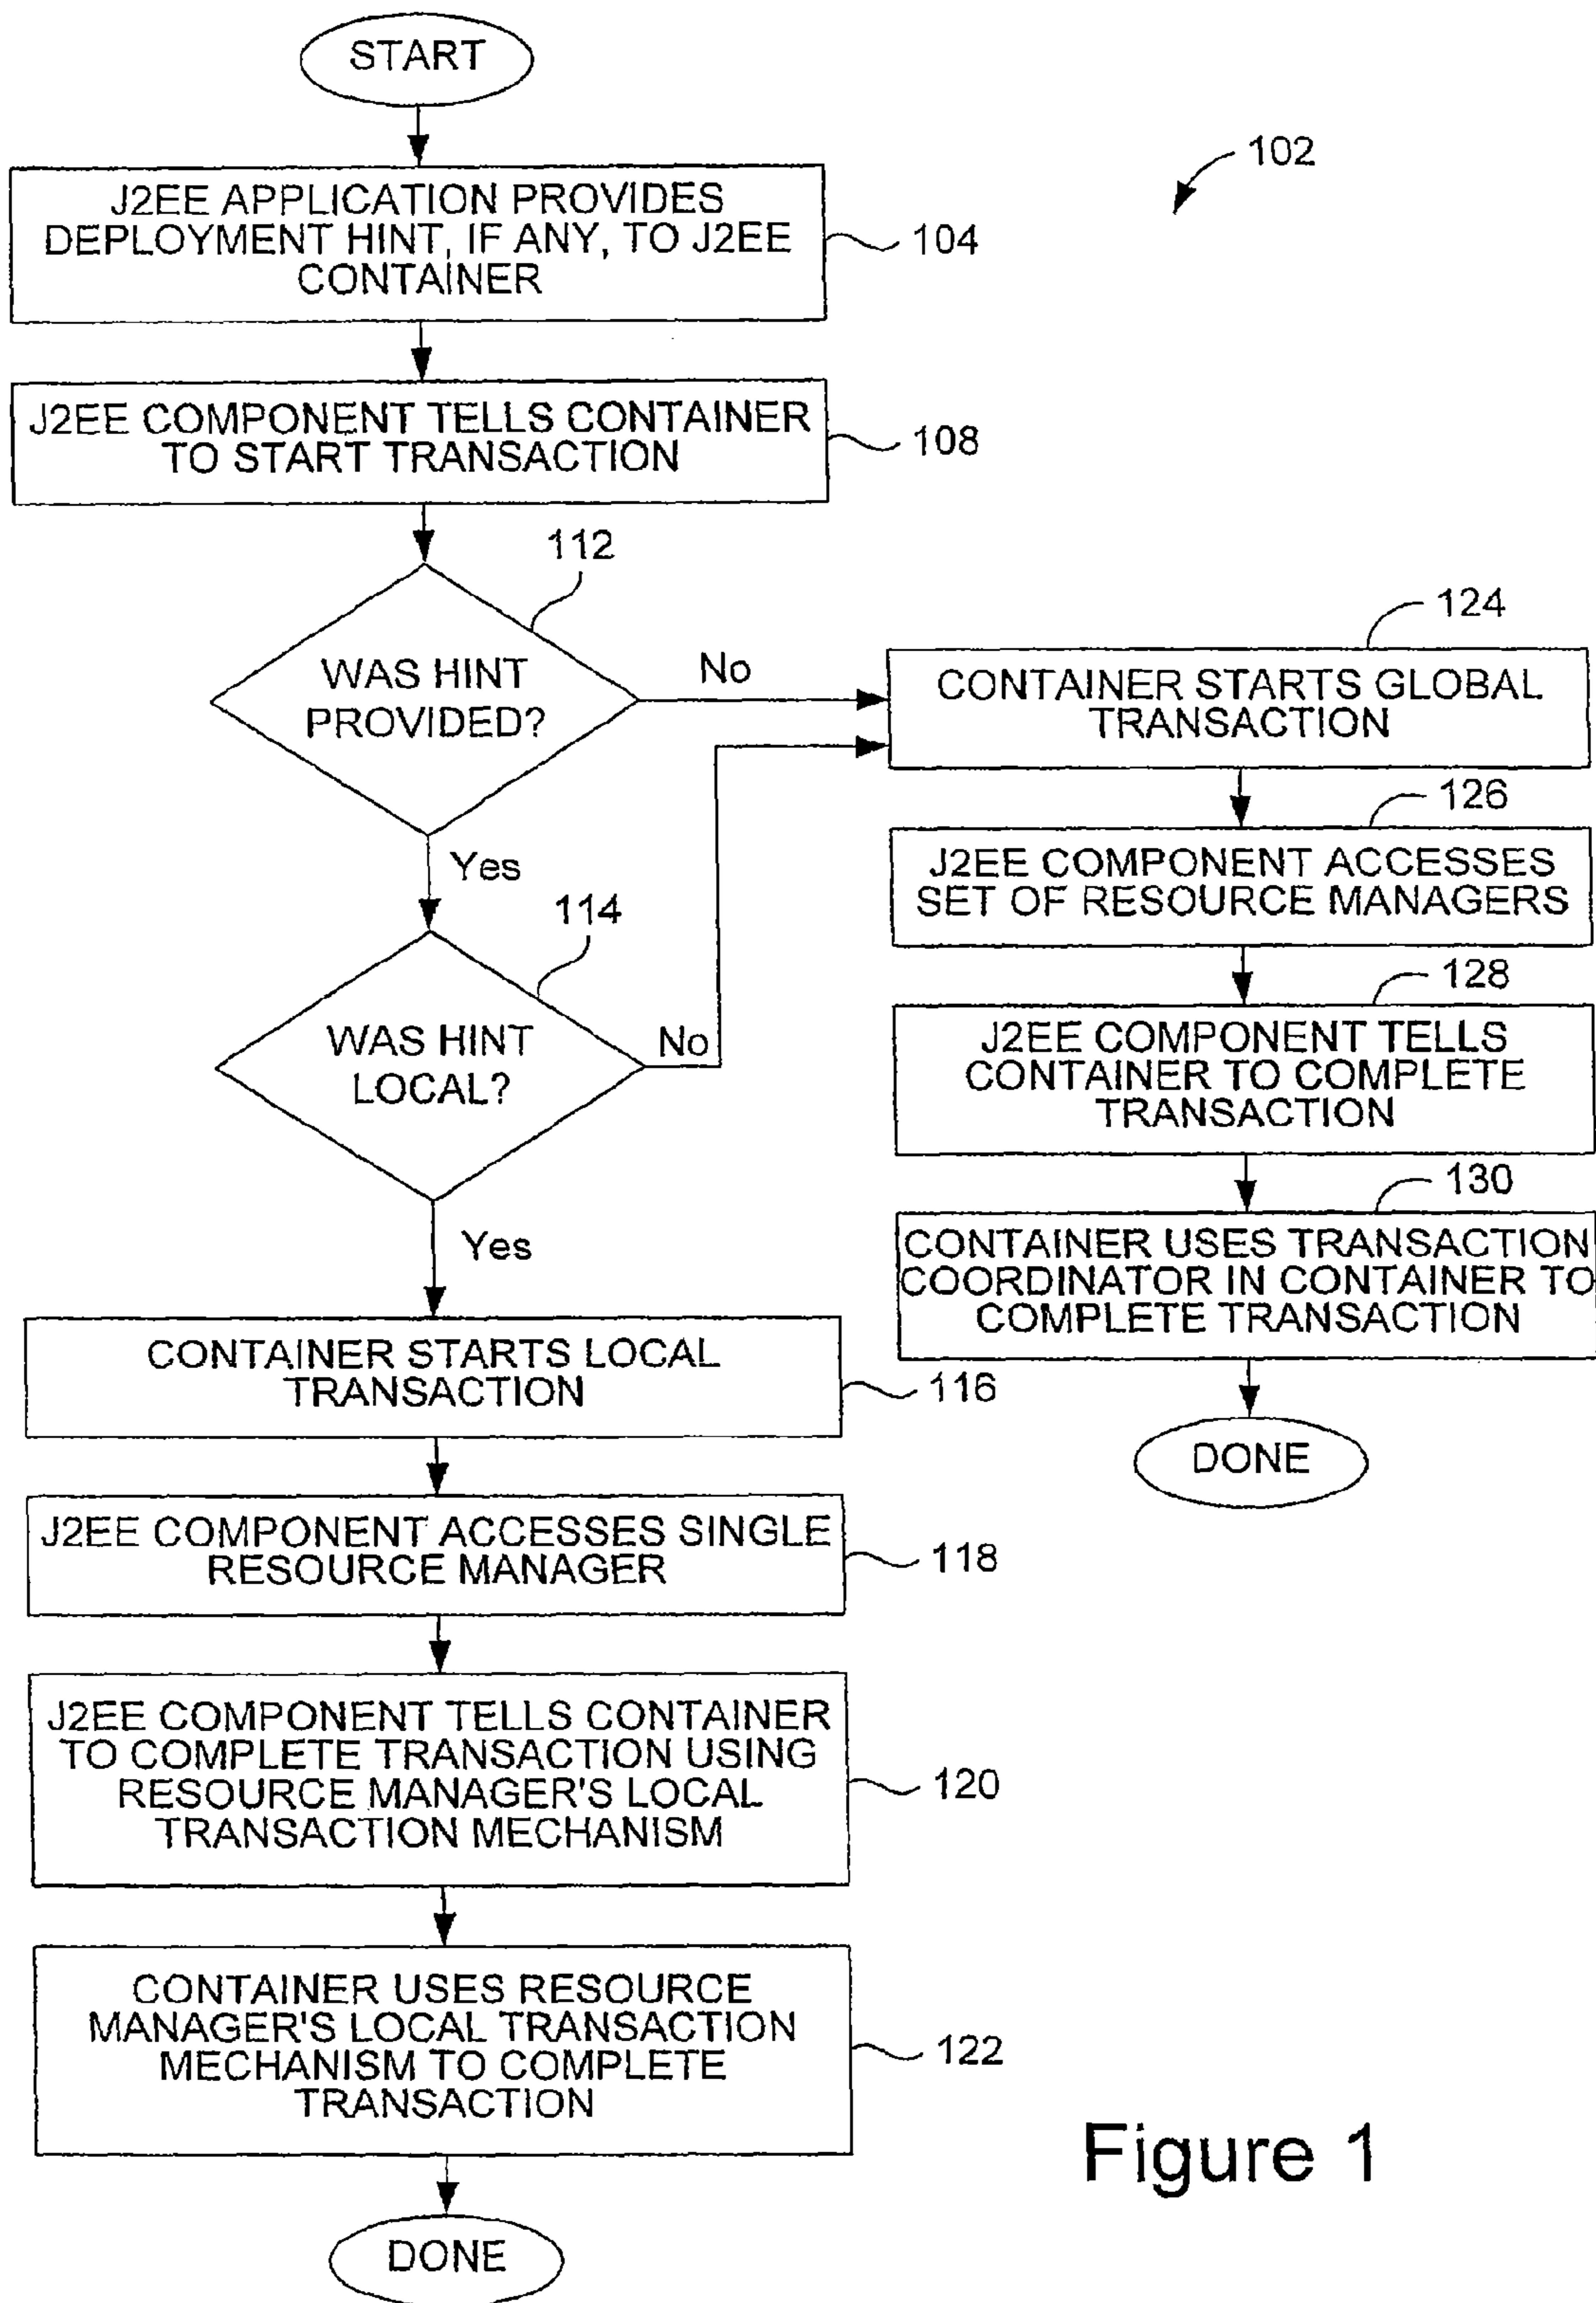 START
102
J2EE APPLICATION PROVIDES
DEPLOYMENT HINT, IF ANY, TO J2EE
CONTAINER
104
J2EE COMPONENT TELLS CONTAINER
TO START TRANSACTION
108
112
WAS HINT
PROVIDED?
No
Yes
114
WAS HINT
LOCAL?
No
Yes
124
CONTAINER STARTS GLOBAL
TRANSACTION
126
J2EE COMPONENT ACCESSES
SET OF RESOURCE MANAGERS
128
J2EE COMPONENT TELLS
CONTAINER TO COMPLETE
TRANSACTION
130
CONTAINER USES TRANSACTION
COORDINATOR IN CONTAINER TO
COMPLETE TRANSACTION
DONE
CONTAINER STARTS LOCAL
TRANSACTION
116
J2EE COMPONENT ACCESSES SINGLE
RESOURCE MANAGER
118
J2EE COMPONENT TELLS CONTAINER
TO COMPLETE TRANSACTION USING
RESOURCE MANAGER'S LOCAL
TRANSACTION MECHANISM
120
CONTAINER USES RESOURCE
MANAGER'S LOCAL TRANSACTION
MECHANISM TO COMPLETE
TRANSACTION
122
DONE
Figure 1